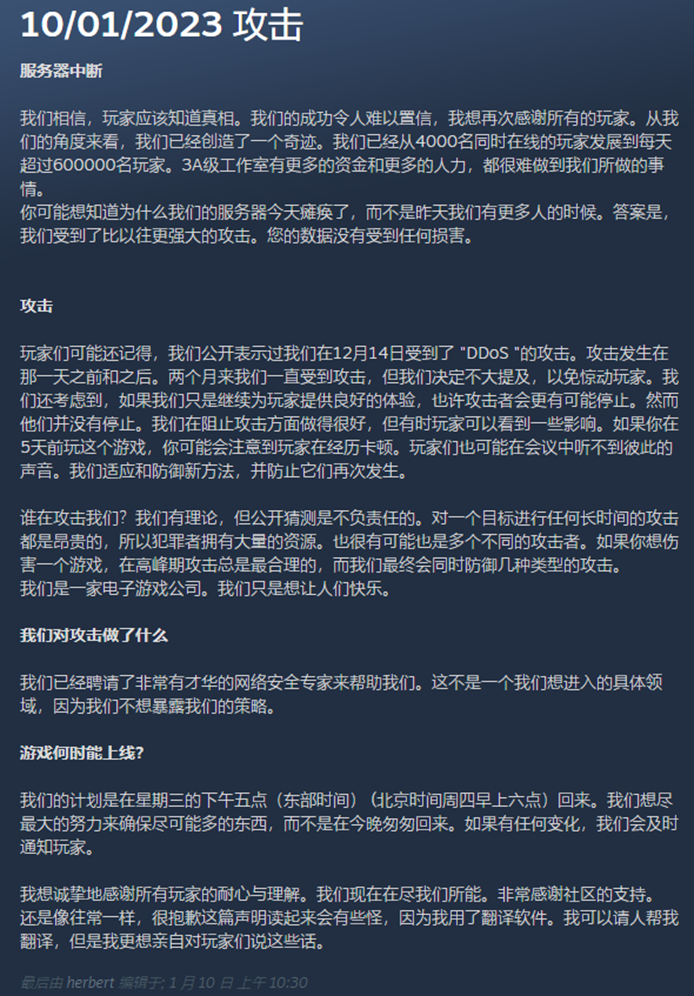 10/01/2023 攻击
服务器中断
我们相信，玩家应该知道真相。我们的成功令人难以置信，我想再次感谢所有的玩家。从我
们的角度来看，我们已经创造了一个奇迹。我们已经从4000名同时在线的玩家发展到每天
超过600000名玩家。3A级工作室有更多的资金和更多的人力，都很难做到我们所做的事
情。
你可能想知道为什么我们的服务器今天瘫痪了，而不是昨天我们有更多人的时候。答案是，
我们受到了比以往更强大的攻击。您的数据没有受到任何损害。
攻击
玩家们可能还记得，我们公开表示过我们在12月14日受到了 "DDoS "的攻击。攻击发生在
那一天之前和之后。两个月来我们一直受到攻击，但我们决定不大提及，以免惊动玩家。我
们还考虑到，如果我们只是继续为玩家提供良好的体验，也许攻击者会更有可能停止。然而
他们并没有停止。我们在阻止攻击方面做得很好，但有时玩家可以看到一些影响。如果你在
5天前玩这个游戏，你可能会注意到玩家在经历卡顿。玩家们也可能在会议中听不到彼此的
声音。我们适应和防御新方法，并防止它们再次发生。
谁在攻击我们？我们有理论，但公开猜测是不负责任的。对一个目标进行任何长时间的攻击
都是昂贵的，所以犯罪者拥有大量的资源。也很有可能也是多个不同的攻击者。如果你想伤
害一个游戏，在高峰期攻击总是最合理的，而我们最终会同时防御几种类型的攻击。
我们是一家电子游戏公司。我们只是想让人们快乐。
我们对攻击做了什么
我们已经聘请了非常有才华的网络安全专家来帮助我们。这不是一个我们想进入的具体领
域，因为我们不想暴露我们的策略。
游戏何时能上线？
我们的计划是在星期三的下午五点（东部时间）（北京时间周四早上六点）回来。我们想尽
最大的努力来确保尽可能多的东西，而不是在今晚匆匆回来。如果有任何变化，我们会及时
通知玩家。
我想诚挚地感谢所有玩家的耐心与理解。我们现在在尽我们所能。非常感谢社区的支持。
还是像往常一样，很抱歉这篇声明读起来会有些怪，因为我用了翻译软件。我可以请人帮我
翻译，但是我更想亲自对玩家们说这些话。
最后由 herbert 编辑于; 1 月 10 日 上午 10:30